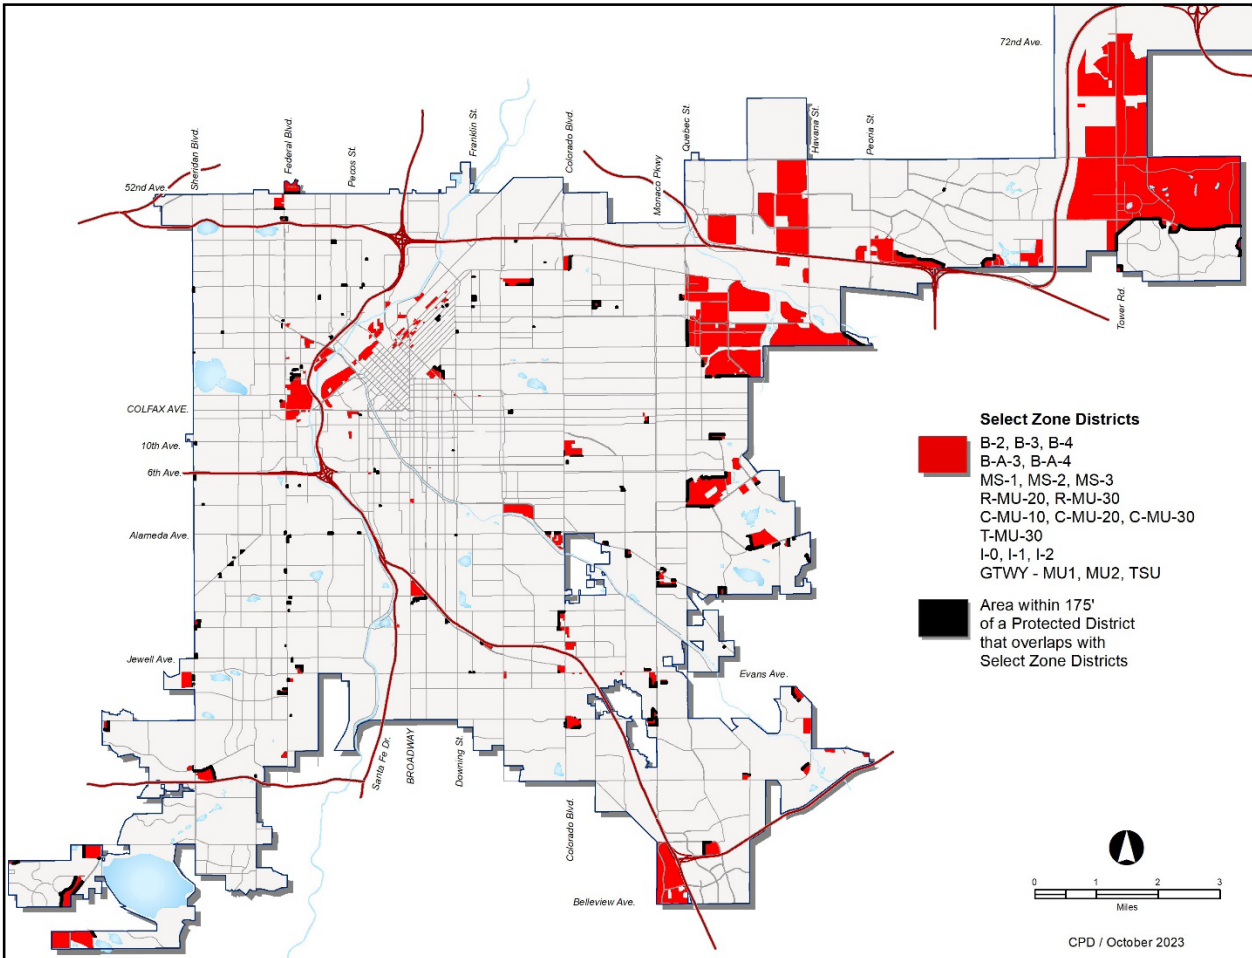 72nd Ave.
Sheridan Blvd.
Federal Blvd.
Pecos St.
Franklin St.
Colorado Blvd.
Monaco Pkwy
Quebec St.
Havana St.
Peoria St.
52nd Ave.
Tower Rd.
COLFAX AVE.
10th Ave.
6th Ave.
Alameda Ave.
Jewell Ave.
Evans Ave.
Santa Fe Dr.
BROADWAY
Downing St.
Colorado Blvd.
Belleview Ave.
Select Zone Districts
B-2, B-3, B-4
B-A-3, B-A-4
MS-1, MS-2, MS-3
R-MU-20, R-MU-30
C-MU-10, C-MU-20, C-MU-30
T-MU-30
I-0, I-1, I-2
GTWY - MU1, MU2, TSU
Area within 175'
of a Protected District
that overlaps with
Select Zone Districts
0 1 2 3
Miles
CPD / October 2023